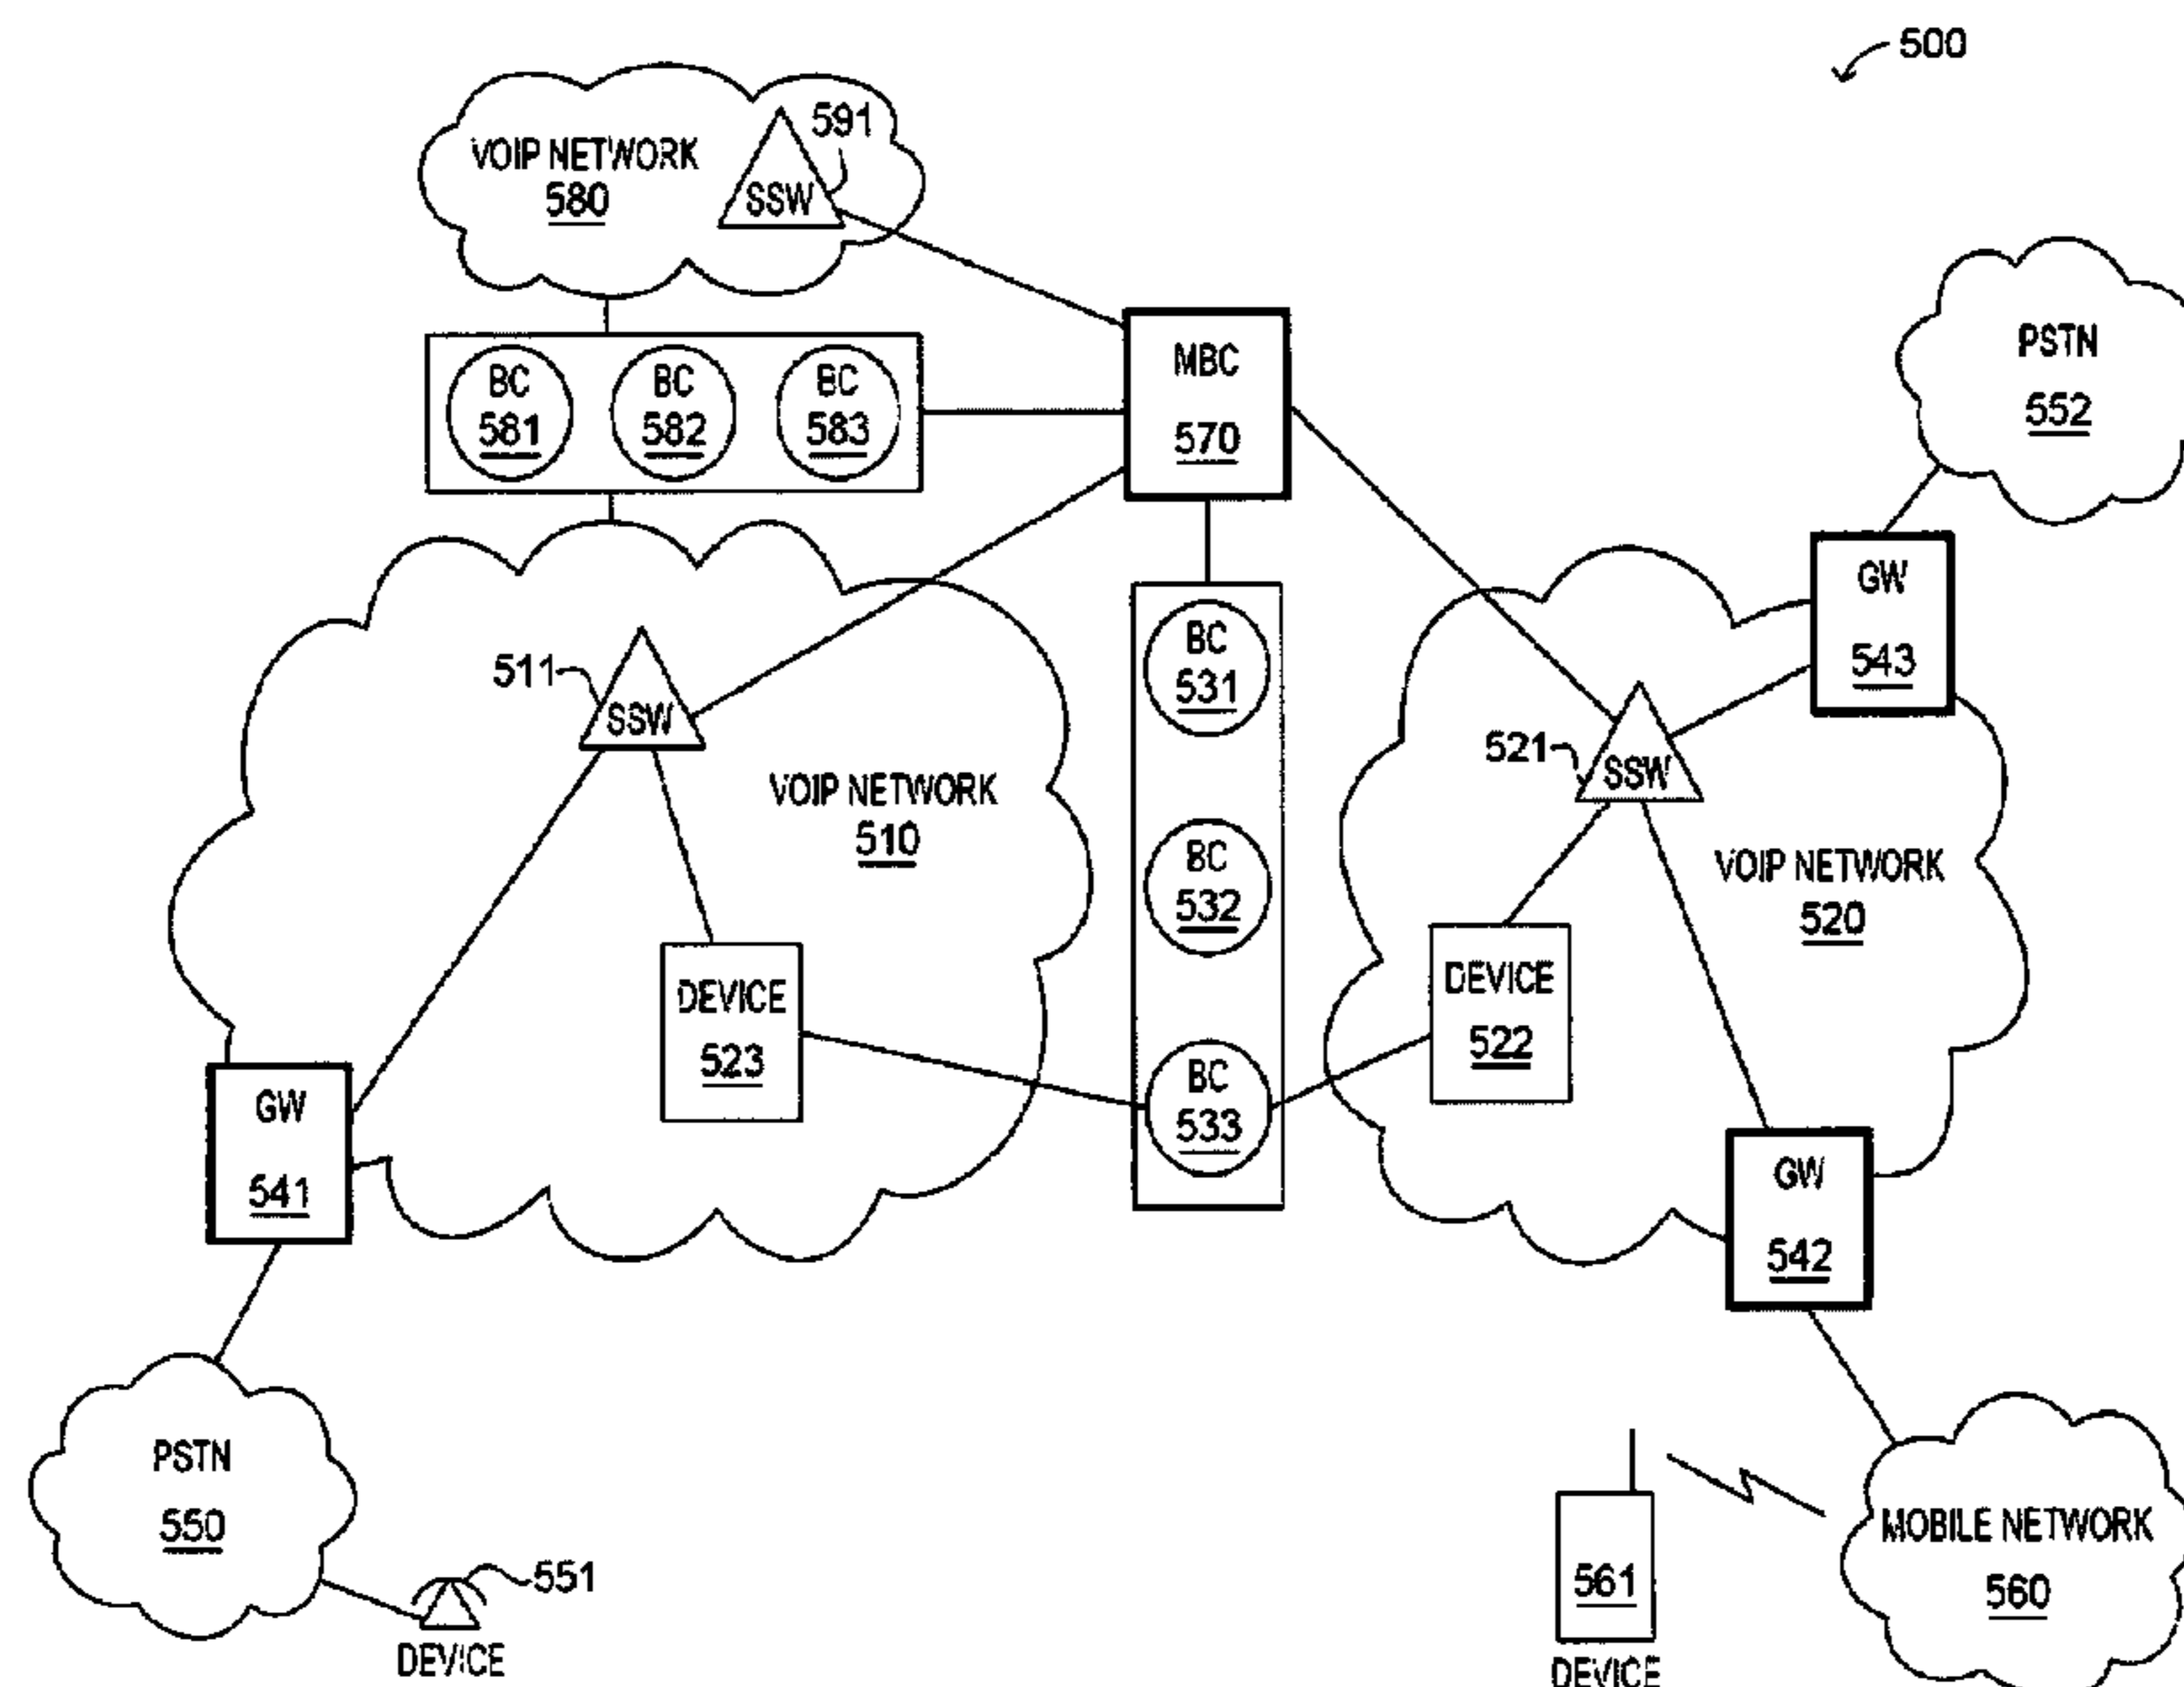 500
591
VOIP NETWORK
580
SSW
MBC
570
PSTN
552
BC
581
BC
582
BC
583
GW
543
511
SSW
BC
531
521
SSW
VOIP NETWORK
510
BC
532
VOIP NETWORK
520
DEVICE
523
DEVICE
522
BC
533
GW
541
GW
542
PSTN
550
551
DEVICE
561
DEVICE
MOBILE NETWORK
560